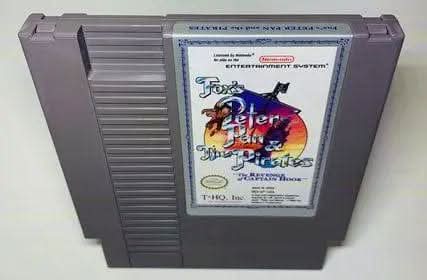 Fox's PETER PAN and the PIRATES
Licensed by Nintendo®
for play on the
Nintendo
ENTERTAINMENT SYSTEM®
Fox's
Peter
Pan &
The Pirates
The REVENGE
of CAPTAIN HOOK
T·HQ, Inc.